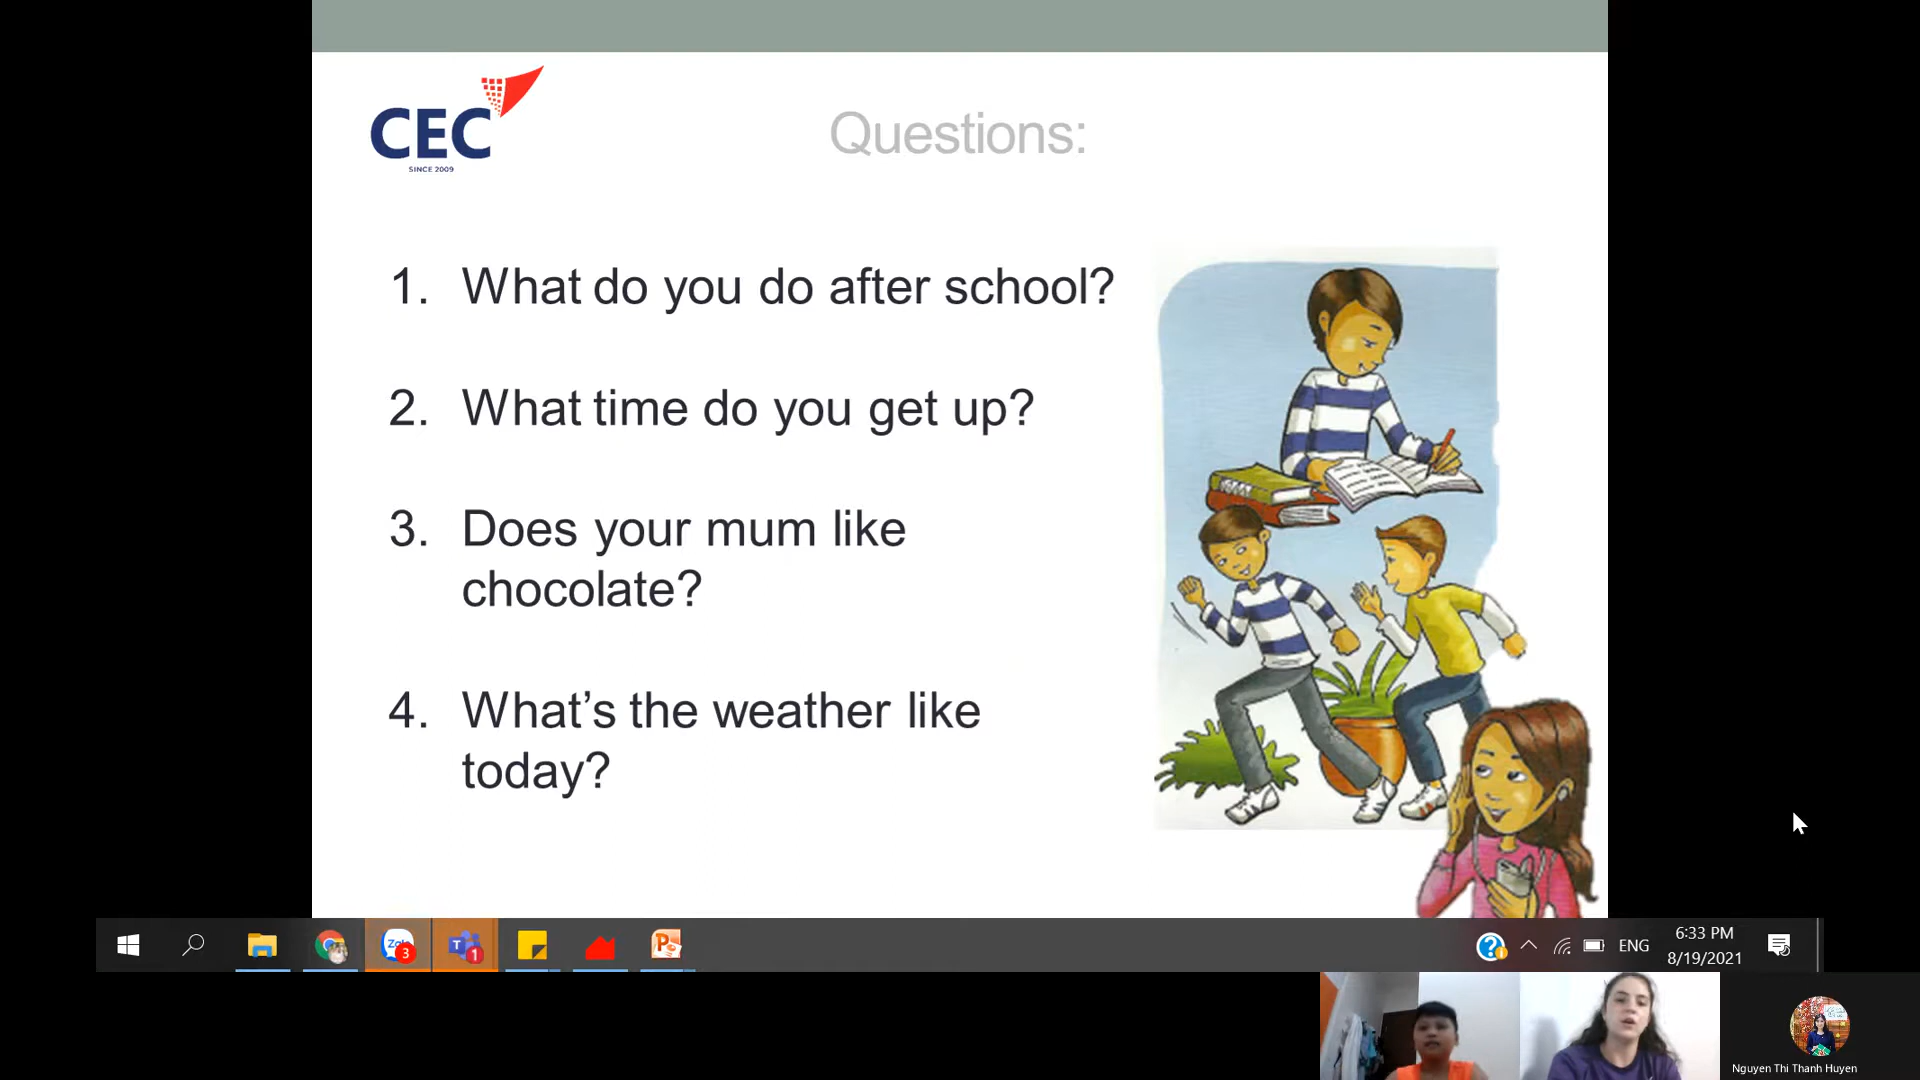 CEC
SINCE 2009
Questions:
1. What do you do after school?
2. What time do you get up?
3. Does your mum like
chocolate?
4. What’s the weather like
today?
3
1
ENG
6:33 PM
8/19/2021
Nguyen Thi Thanh Huyen